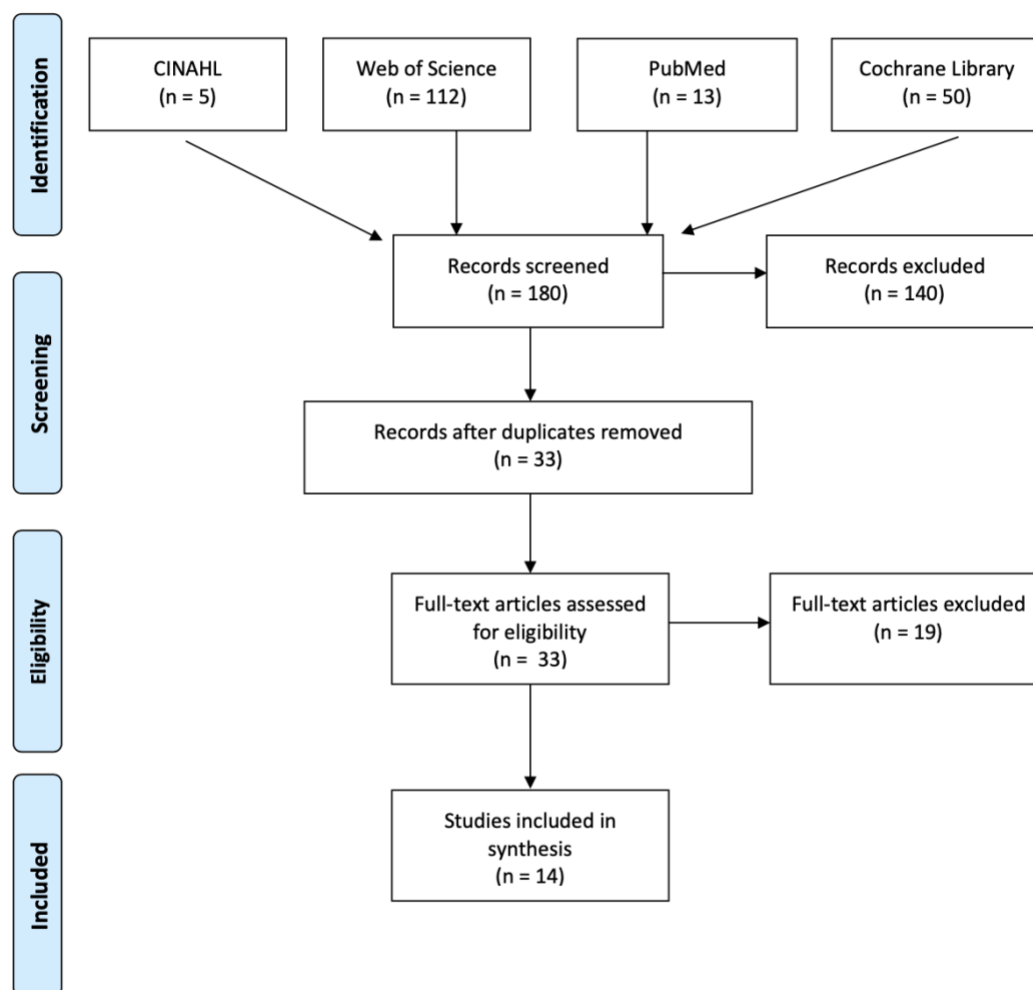 Identification
CINAHL
(n = 5)
Web of Science
(n = 112)
PubMed
(n = 13)
Cochrane Library
(n = 50)
Screening
Records screened
(n = 180)
Records excluded
(n = 140)
Records after duplicates removed
(n = 33)
Eligibility
Full-text articles assessed
for eligibility
(n = 33)
Full-text articles excluded
(n = 19)
Included
Studies included in
synthesis
(n = 14)